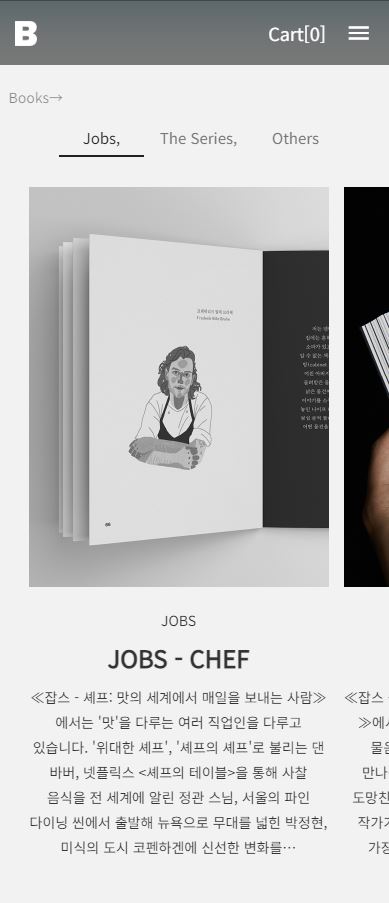 B
Cart[0]
Books→
Jobs,
The Series,
Others
Frederik Bille Brahe
JOBS
JOBS - CHEF
≪잡스 - 셰프: 맛의 세계에서 매일을 보내는 사람≫
에서는 '맛'을 다루는 여러 직업인을 다루고
있습니다. '위대한 셰프', '셰프의 셰프'로 불리는 댄
바버, 넷플릭스 <셰프의 테이블>을 통해 사찰
음식을 전 세계에 알린 정관 스님, 서울의 파인
다이닝 씬에서 출발해 뉴욕으로 무대를 넓힌 박정현,
미식의 도시 코펜하겐에 신선한 변화를…
≪잡스
≫에서
물음
만나
도망친
작가가
가장